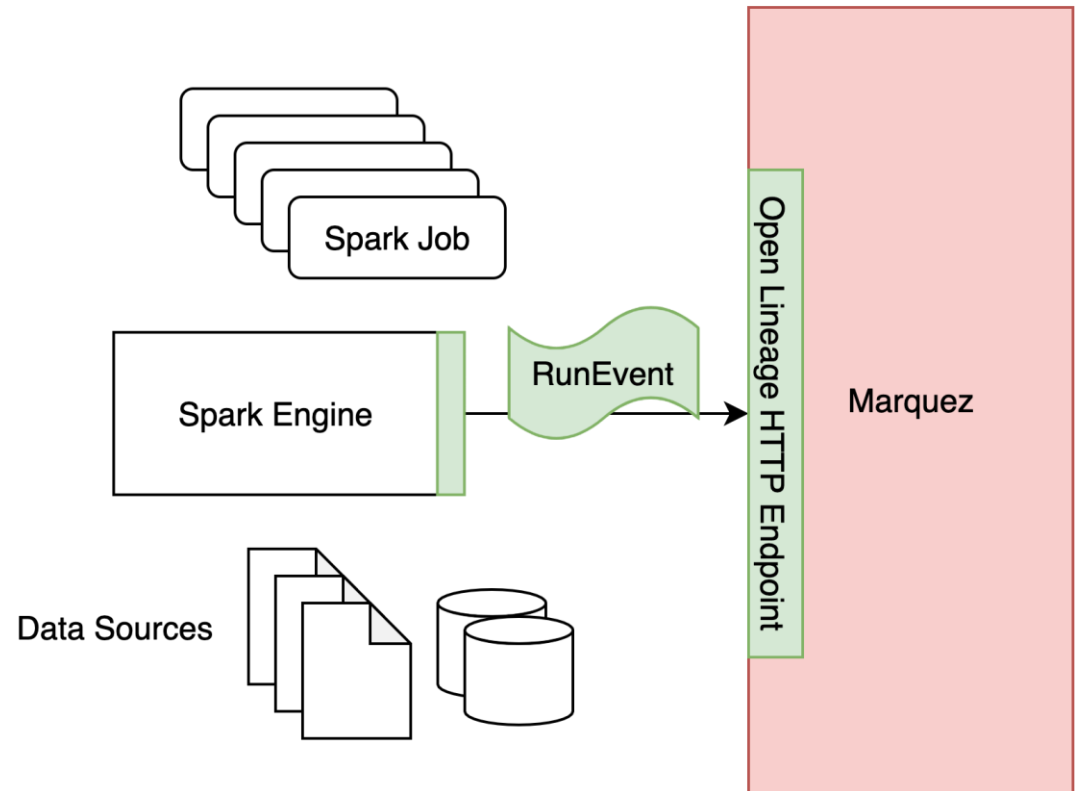 Spark Job
Spark Engine
RunEvent
Open Lineage HTTP Endpoint
Marquez
Data Sources